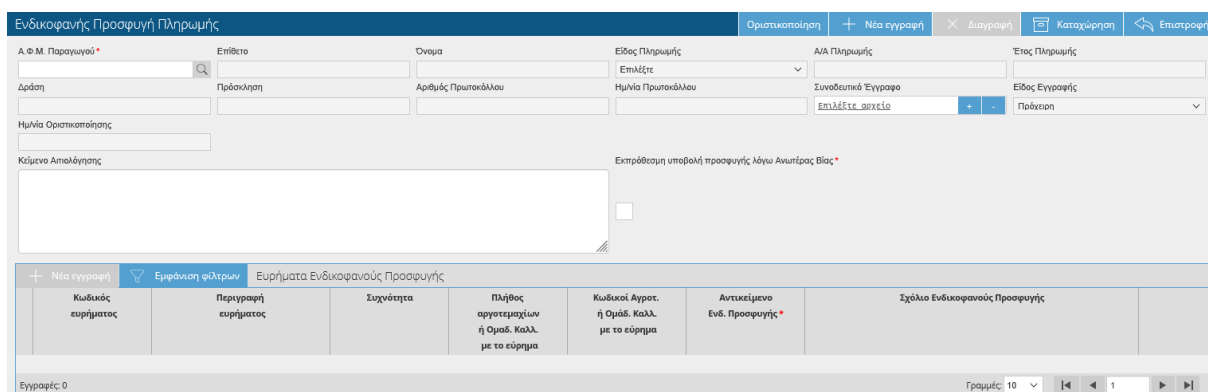 Ενδικοφανής Προσφυγή Πληρωμής
Οριστικοποίηση
Νέα εγγραφή
Διαγραφή
Καταχώρηση
Επιστροφή
Α.Φ.Μ. Παραγωγού*
Επίθετο
Όνομα
Είδος Πληρωμής
Α/Α Πληρωμής
Έτος Πληρωμής
Επιλέξτε
Δράση
Πρόσκληση
Αριθμός Πρωτοκόλλου
Ημ/νία Πρωτοκόλλου
Συνοδευτικό Έγγραφο
Είδος Εγγραφής
Επιλέξτε αρχείο
+
-
Πρόχειρη
Ημ/νία Οριστικοποίησης
Κείμενο Αιτιολόγησης
Εκπρόθεσμη υποβολή προσφυγής λόγω Ανωτέρας Βίας*
Νέα εγγραφή
Εμφάνιση φίλτρων
Ευρήματα Ενδικοφανούς Προσφυγής
Κωδικός
ευρήματος
Περιγραφή
ευρήματος
Συχνότητα
Πλήθος
αργοτεμαχίων
ή Ομαδ. Καλλ.
με το εύρημα
Κωδικοί Αγροτ.
ή Ομάδ. Καλλ.
με το εύρημα
Αντικείμενο
Ενδ. Προσφυγής*
Σχόλιο Ενδικοφανούς Προσφυγής
Εγγραφές: 0
Γραμμές: 10
1